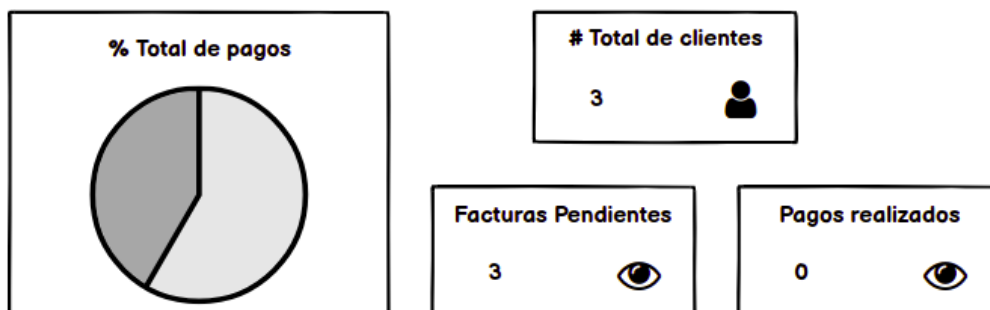 % Total de pagos
# Total de clientes
3
Facturas Pendientes
3
Pagos realizados
0